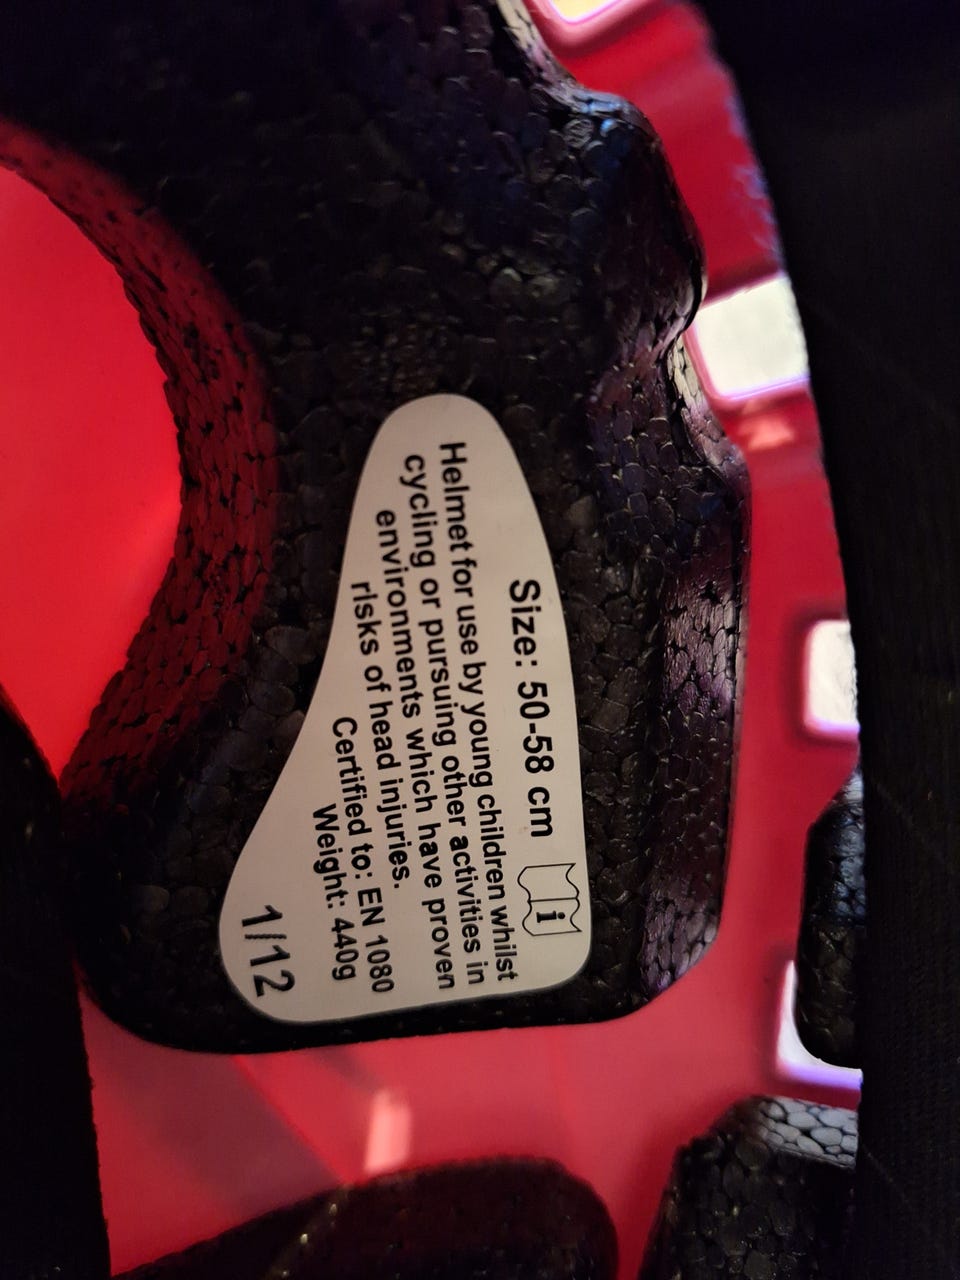 Size: 50-58 cm
i
Helmet for use by young children whilst
cycling or pursuing other activities in
environments which have proven
risks of head injuries.
Certified to: EN 1080
Weight: 440g
1/12